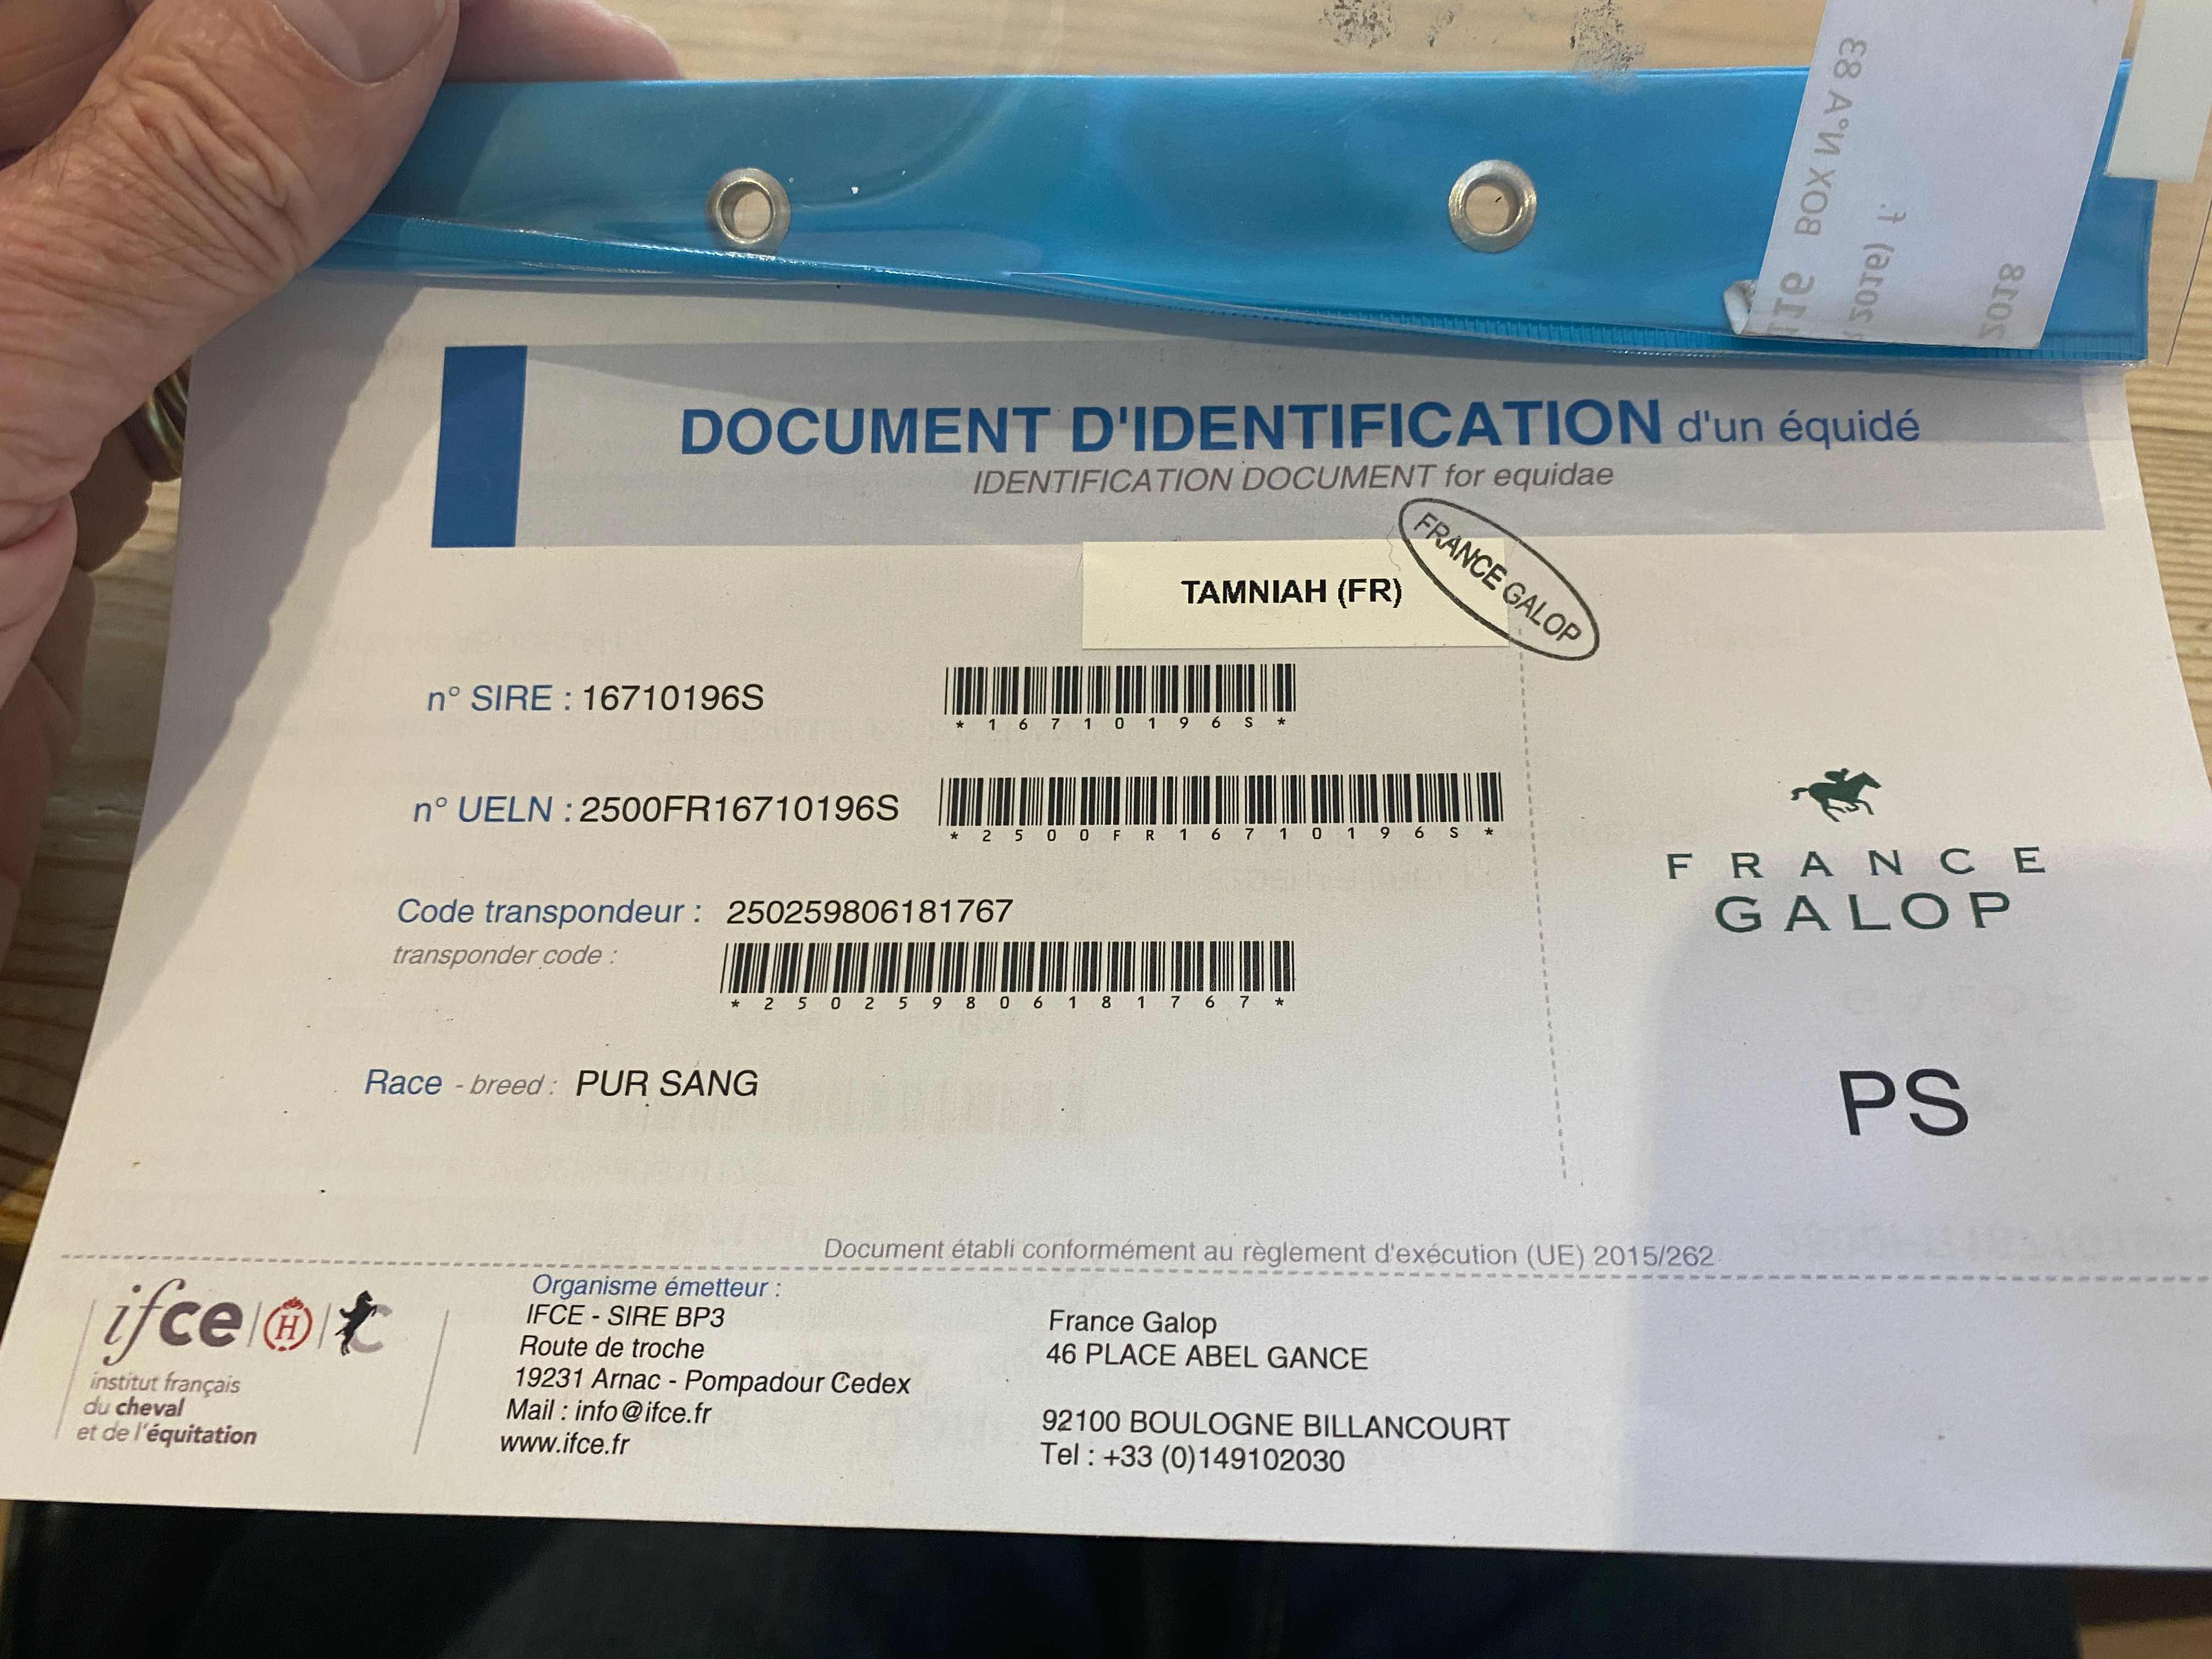 BOX N°A 83
116
(2016)
2018
DOCUMENT D'IDENTIFICATION d'un équidé
IDENTIFICATION DOCUMENT for equidae
TAMNIAH (FR)
FRANCE GALOP
n° SIRE : 16710196S
*16710196S*
n° UELN : 2500FR16710196S
*2500FR16710196S*
Code transpondeur : 250259806181767
transponder code :
*250259806181767*
Race - breed : PUR SANG
FRANCE
GALOP
PS
Document établi conformément au règlement d'exécution (UE) 2015/262
ifce H C
institut français
du cheval
et de l'équitation
Organisme émetteur :
IFCE - SIRE BP3
Route de troche
19231 Arnac - Pompadour Cedex
Mail : info@ifce.fr
www.ifce.fr
France Galop
46 PLACE ABEL GANCE
92100 BOULOGNE BILLANCOURT
Tel : +33 (0)149102030